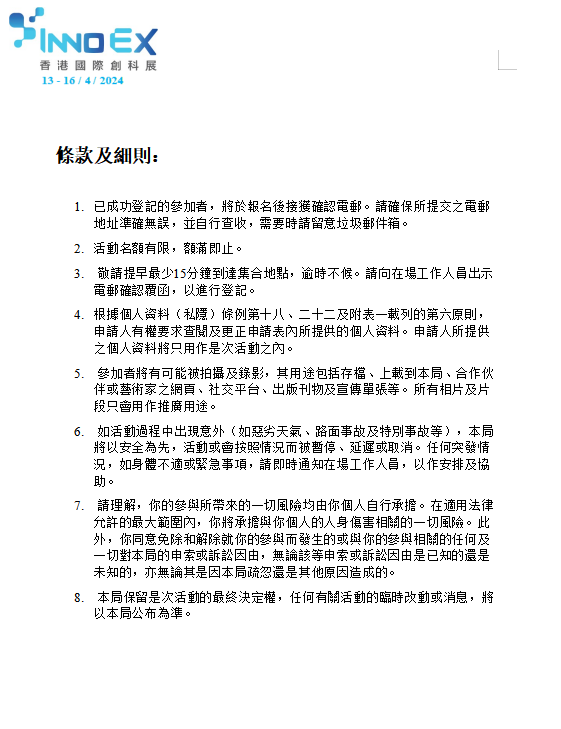 INNOEX
香港國際創科展
13 - 16 / 4 / 2024
條款及細則：
1. 已成功登記的參加者，將於報名後接獲確認電郵。請確保所提交之電郵
地址準確無誤，並自行查收，需要時請留意垃圾郵件箱。
2. 活動名額有限，額滿即止。
3. 敬請提早最少15分鐘到達集合地點，逾時不候。請向在場工作人員出示
電郵確認覆函，以進行登記。
4. 根據個人資料（私隱）條例第十八、二十二及附表一載列的第六原則，
申請人有權要求查閱及更正申請表內所提供的個人資料。申請人所提供
之個人資料將只用作是次活動之內。
5. 參加者將有可能被拍攝及錄影，其用途包括存檔、上載到本局、合作伙
伴或藝術家之網頁、社交平台、出版刊物及宣傳單張等。所有相片及片
段只會用作推廣用途。
6. 如活動過程中出現意外（如惡劣天氣、路面事故及特別事故等），本局
將以安全為先，活動或會按照情況而被暫停、延遲或取消。任何突發情
況，如身體不適或緊急事項，請即時通知在場工作人員，以作安排及協
助。
7. 請理解，你的參與所帶來的一切風險均由你個人自行承擔。在適用法律
允許的最大範圍內，你將承擔與你個人的人身傷害相關的一切風險。此
外，你同意免除和解除就你的參與而發生的或與你的參與相關的任何及
一切對本局的申索或訴訟因由，無論該等申索或訴訟因由是已知的還是
未知的，亦無論其是因本局疏忽還是其他原因造成的。
8. 本局保留是次活動的最終決定權，任何有關活動的臨時改動或消息，將
以本局公布為準。